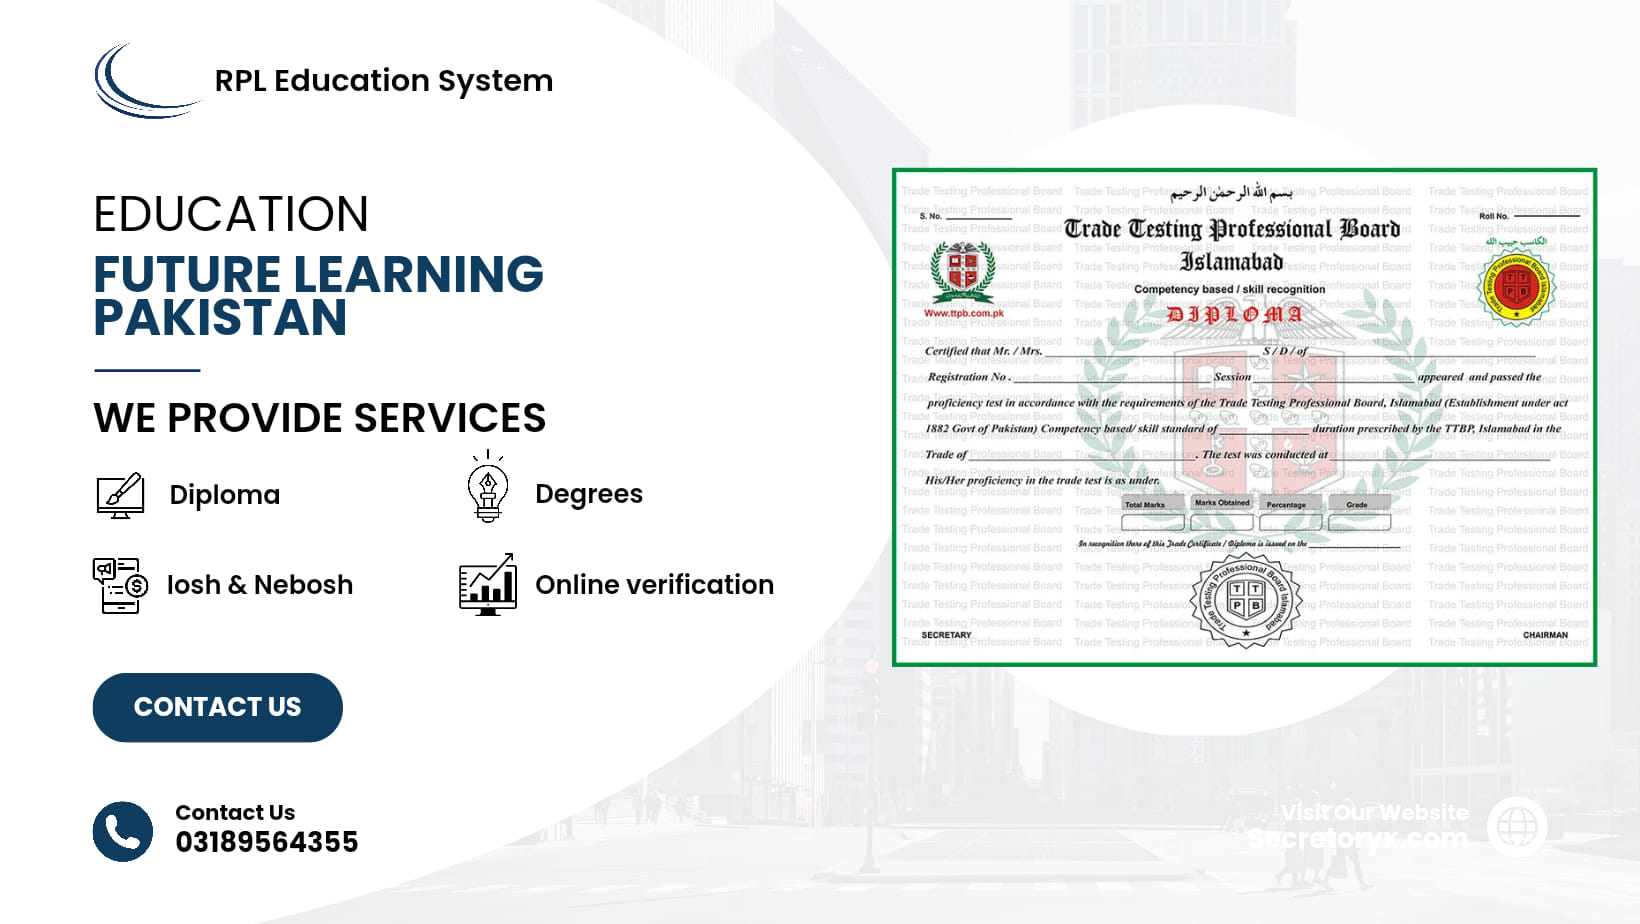 RPL Education System
EDUCATION
FUTURE LEARNING
PAKISTAN
WE PROVIDE SERVICES
Diploma
Degrees
Iosh & Nebosh
Online verification
CONTACT US
Contact Us
03189564355
بسم الله الرحمن الرحيم
S. No.
Roll No.
Trade Testing Professional Board
Islamabad
Competency based / skill recognition
DIPLOMA
Www.ttpb.com.pk
الكاسب حبيب الله
Trade Testing Professional Board Islamabad
T T P B
Certified that Mr. / Mrs. S / D / of
Registration No . Session appeared and passed the
proficiency test in accordance with the requirements of the Trade Testing Professional Board, Islamabad (Establishment under act
1882 Govt of Pakistan) Competency based/ skill standard of duration prescribed by the TTBP, Islamabad in the
Trade of . The test was conducted at
His/Her proficiency in the trade test is as under.
Total Marks Marks Obtained Percentage Grade
In recognition there of this Trade Certificate / Diploma is issued on the
Trade Testing Professional Board Islamabad
T T
P B
SECRETARY
CHAIRMAN
Visit Our Website
Secretoryx.com